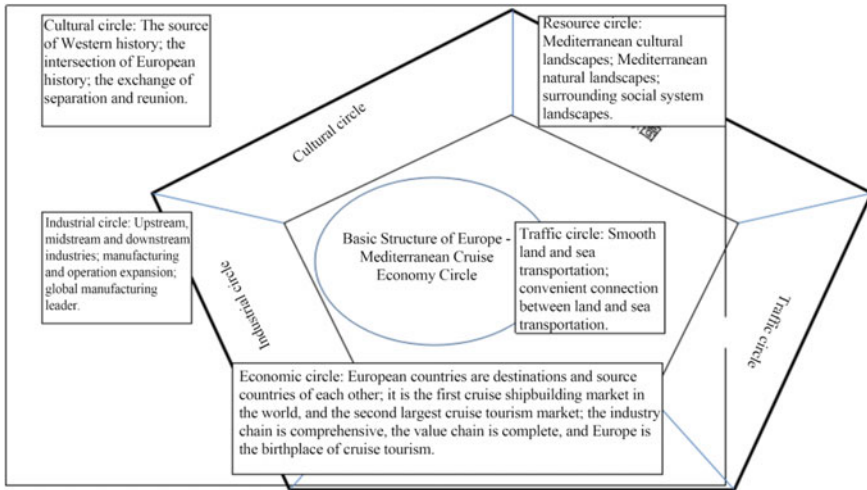 Cultural circle: The source
of Western history; the
intersection of European
history; the exchange of
separation and reunion.
Resource circle:
Mediterranean cultural
landscapes; Mediterranean
natural landscapes;
surrounding social system
landscapes.
Cultural circle
Industrial circle: Upstream,
midstream and downstream
industries; manufacturing
and operation expansion;
global manufacturing
leader.
Industrial circle
Basic Structure of Europe -
Mediterranean Cruise
Economy Circle
Traffic circle: Smooth
land and sea
transportation;
convenient connection
between land and sea
transportation.
Traffic circle
Economic circle: European countries are destinations and source
countries of each other; it is the first cruise shipbuilding market in
the world, and the second largest cruise tourism market; the industry
chain is comprehensive, the value chain is complete, and Europe is
the birthplace of cruise tourism.